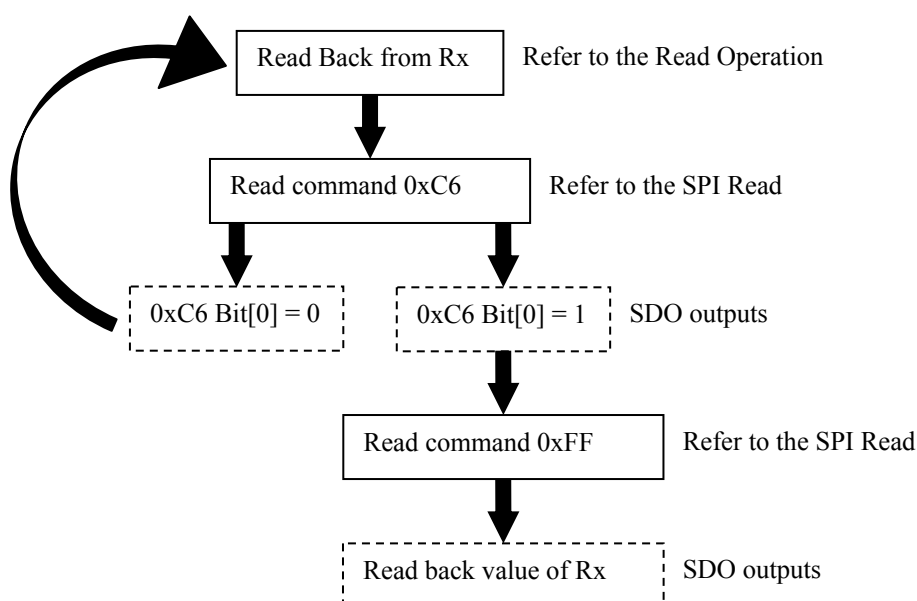 Read Back from Rx Refer to the Read Operation
Read command 0xC6 Refer to the SPI Read
0xC6 Bit[0] = 0 0xC6 Bit[0] = 1 SDO outputs
Read command 0xFF Refer to the SPI Read
Read back value of Rx SDO outputs